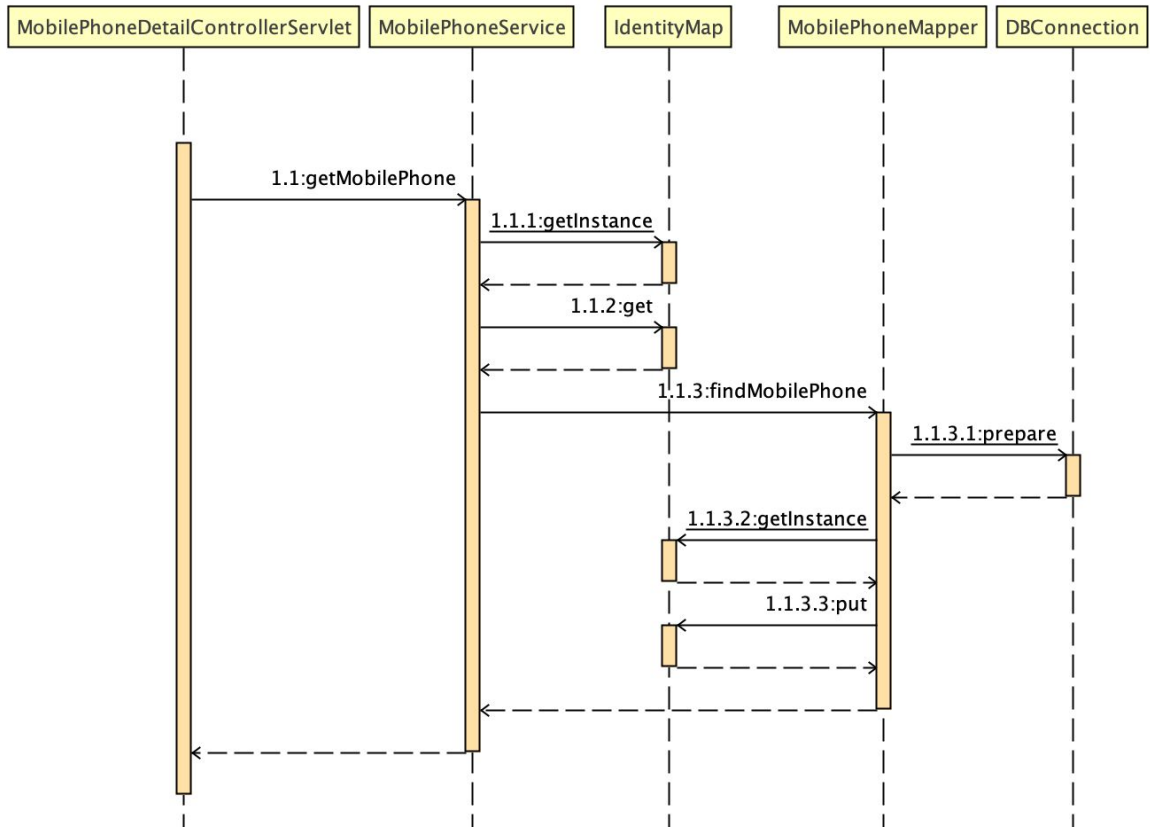 MobilePhoneDetailControllerServlet
MobilePhoneService
IdentityMap
MobilePhoneMapper
DBConnection
1.1:getMobilePhone
1.1.1:getInstance
1.1.2:get
1.1.3:findMobilePhone
1.1.3.1:prepare
1.1.3.2:getInstance
1.1.3.3:put